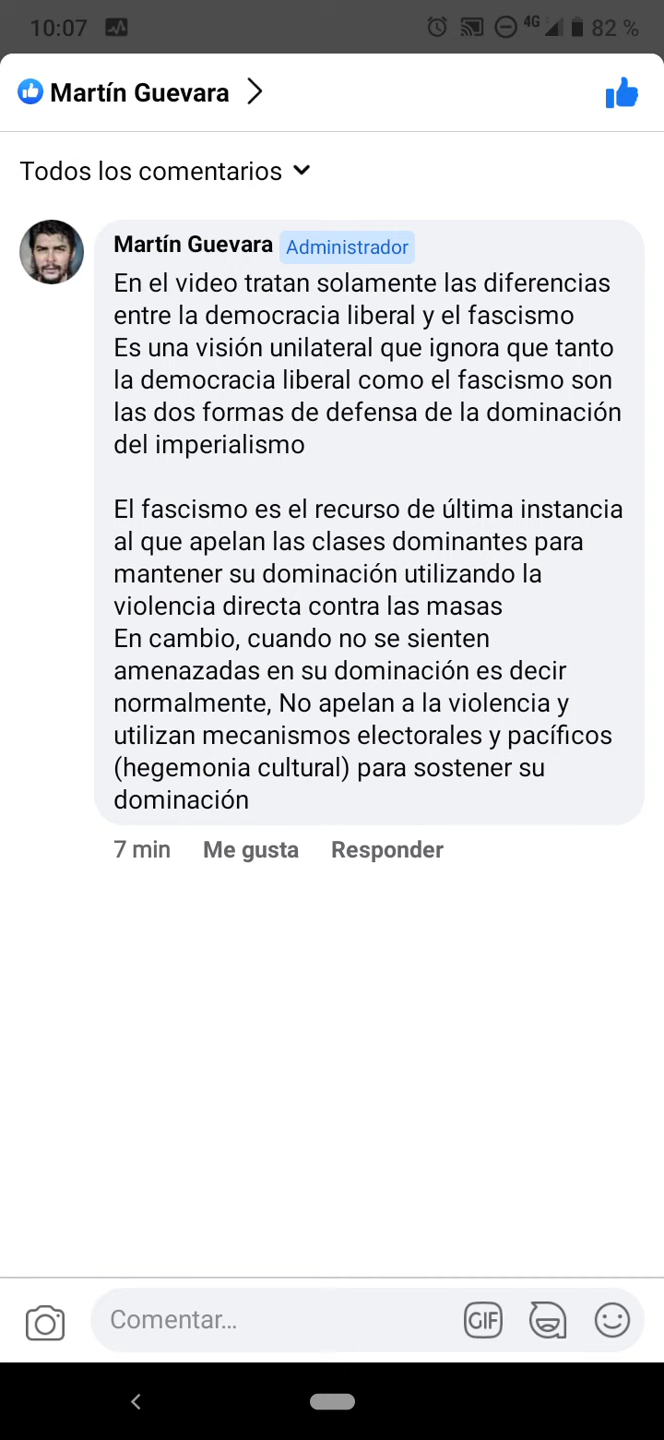 10:07
4G
82 %
Martín Guevara
Todos los comentarios
Martín Guevara Administrador
En el video tratan solamente las diferencias
entre la democracia liberal y el fascismo
Es una visión unilateral que ignora que tanto
la democracia liberal como el fascismo son
las dos formas de defensa de la dominación
del imperialismo
El fascismo es el recurso de última instancia
al que apelan las clases dominantes para
mantener su dominación utilizando la
violencia directa contra las masas
En cambio, cuando no se sienten
amenazadas en su dominación es decir
normalmente, No apelan a la violencia y
utilizan mecanismos electorales y pacíficos
(hegemonia cultural) para sostener su
dominación
7 min Me gusta Responder
Comentar...
GIF